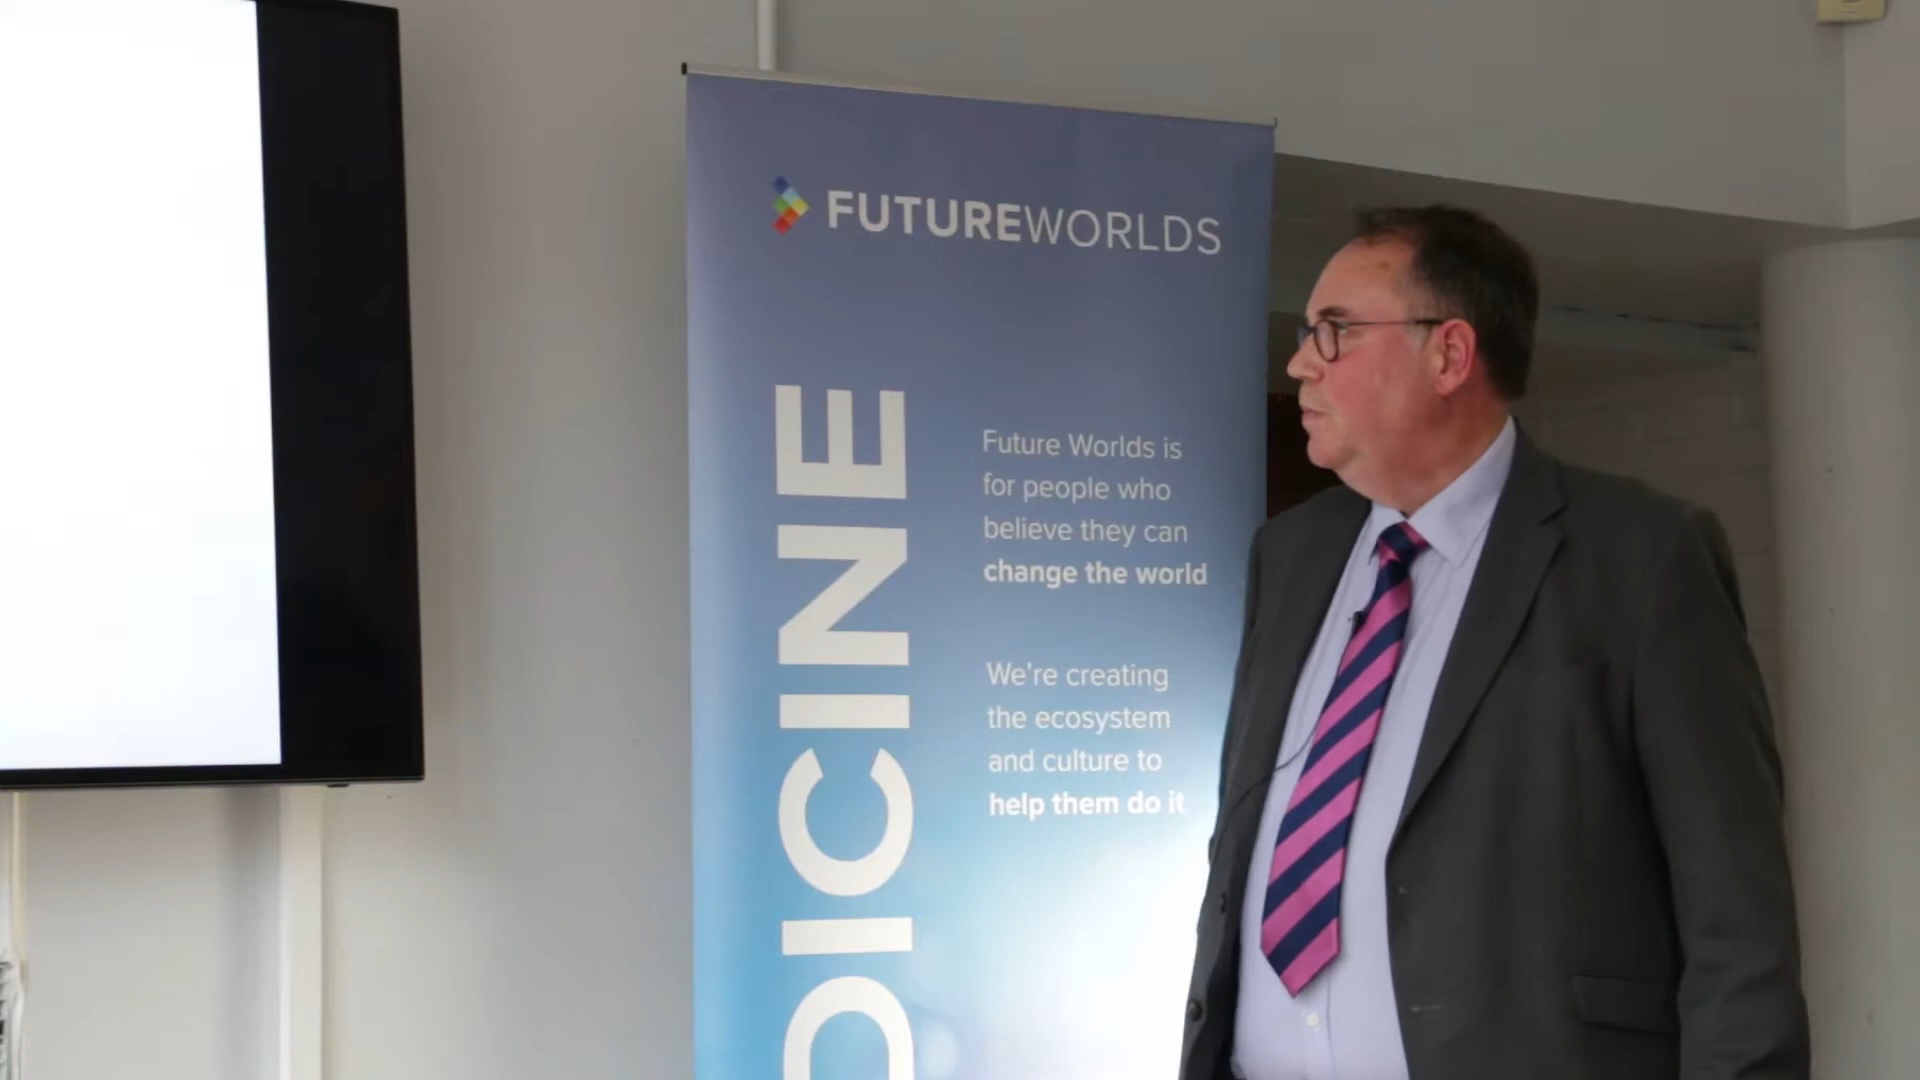 FUTUREWORLDS
DICINE
Future Worlds is
for people who
believe they can
change the world
We're creating
the ecosystem
and culture to
help them do it